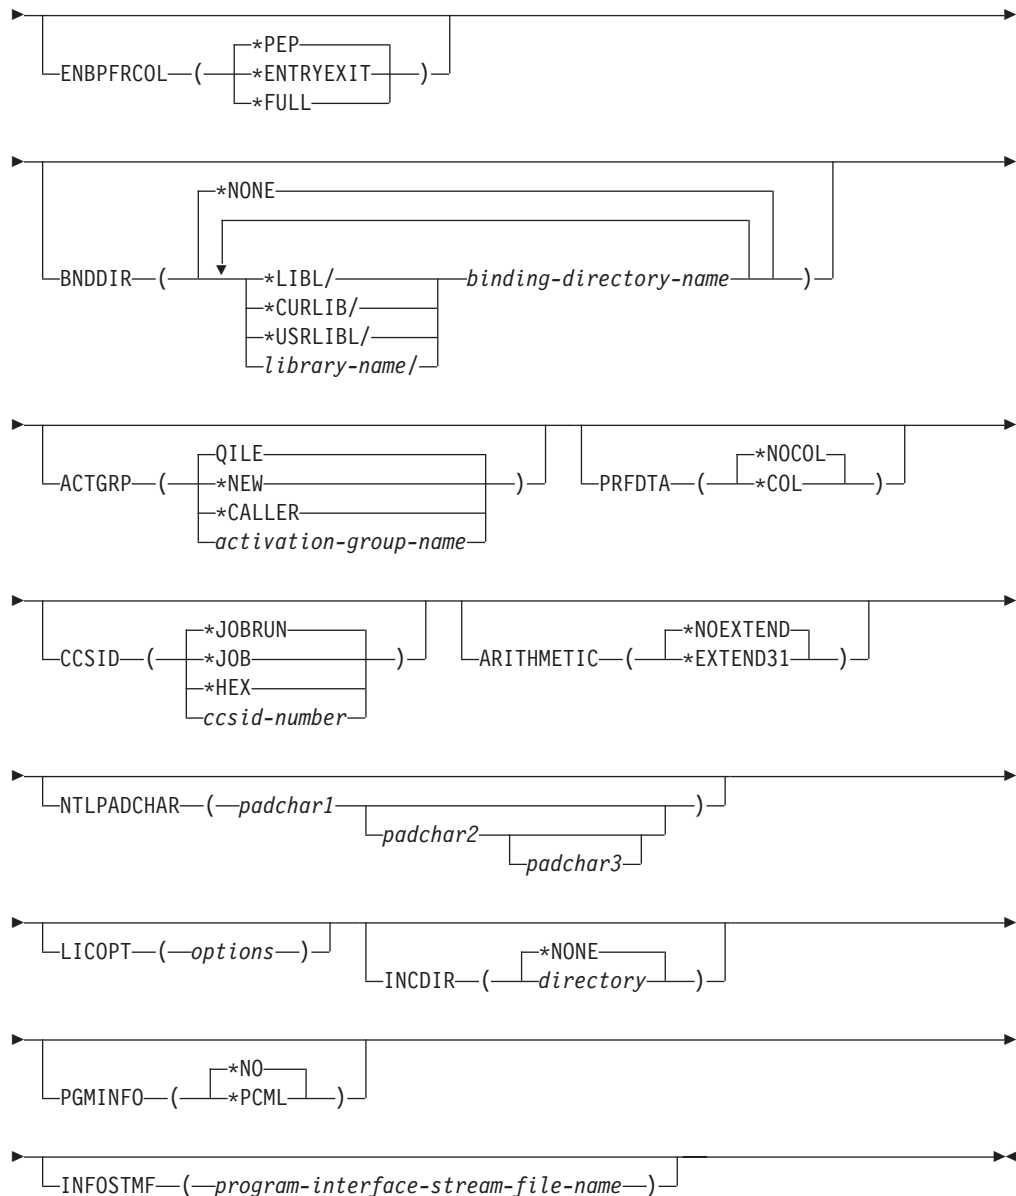 *PEP
ENBPFRCOL ( *ENTRYEXIT )
*FULL
*NONE
BNDDIR ( *LIBL/ binding-directory-name )
*CURLIB/
*USRLIBL/
library-name/
QILE *NOCOL
ACTGRP ( *NEW ) PRFDTA ( *COL )
*CALLER
activation-group-name
*JOBRUN *NOEXTEND
CCSID ( *JOB ) ARITHMETIC ( *EXTEND31 )
*HEX
ccsid-number
NTLPADCHAR ( padchar1 )
padchar2
padchar3
LICOPT ( options ) *NONE
INCDIR ( directory )
*NO
PGMINFO ( *PCML )
INFOSTMF ( program-interface-stream-file-name )